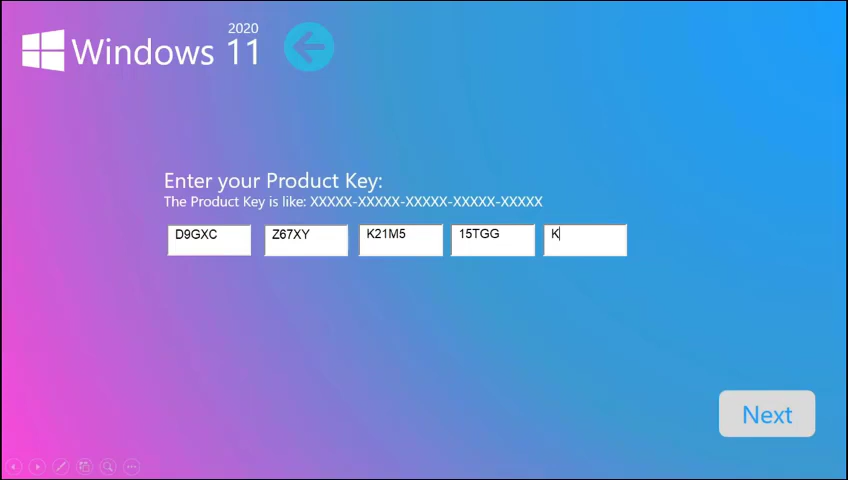 2020
Windows 11
Enter your Product Key:
The Product Key is like: XXXXX-XXXXX-XXXXX-XXXXX-XXXXX
D9GXC Z67XY K21M5 15TGG K
Next